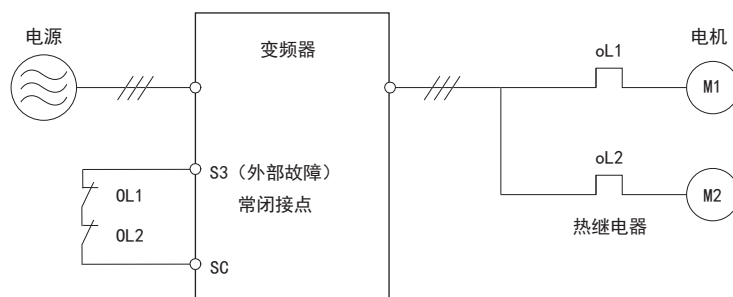 电源
变频器
oL1
电机
M1
S3（外部故障）
常闭接点
OL1
OL2
SC
oL2
M2
热继电器